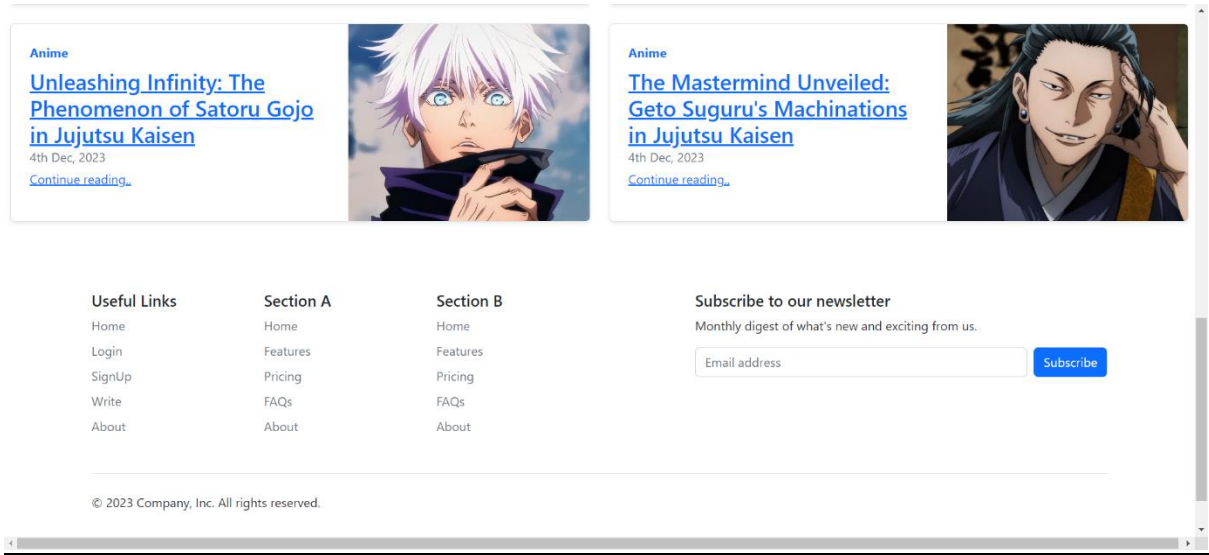 Anime
Unleashing Infinity: The
Phenomenon of Satoru Gojo
in Jujutsu Kaisen
4th Dec, 2023
Continue reading..
Anime
The Mastermind Unveiled:
Geto Suguru's Machinations
in Jujutsu Kaisen
4th Dec, 2023
Continue reading..
Useful Links
Home
Login
SignUp
Write
About
Section A
Home
Features
Pricing
FAQs
About
Section B
Home
Features
Pricing
FAQs
About
Subscribe to our newsletter
Monthly digest of what's new and exciting from us.
Email address
Subscribe
© 2023 Company, Inc. All rights reserved.